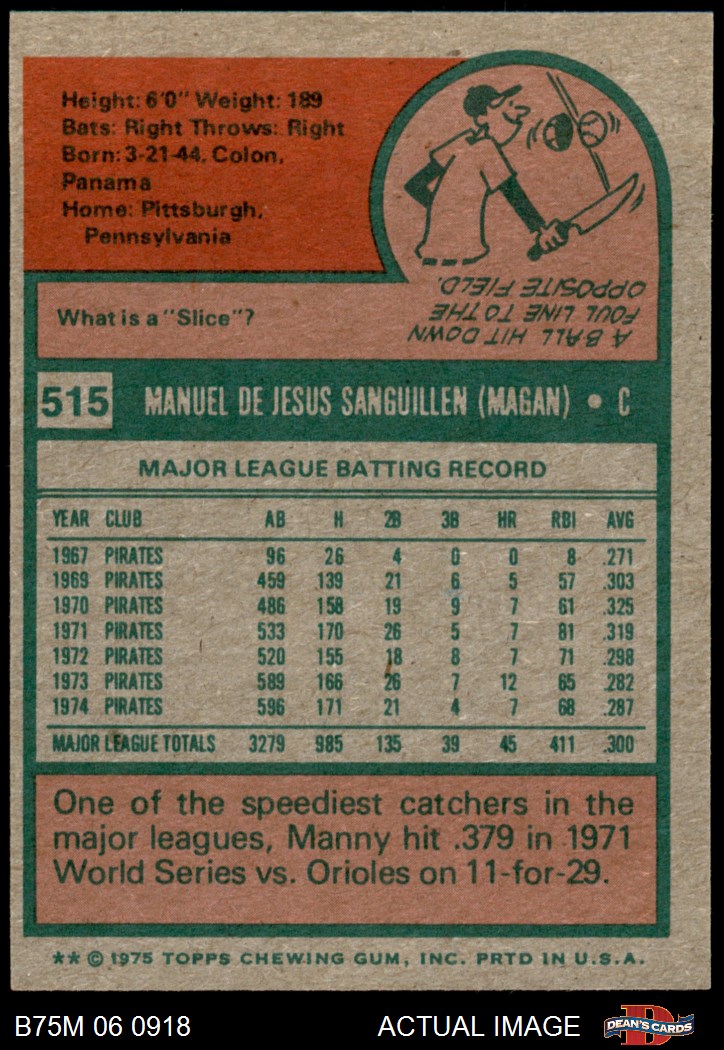 Height: 6'0" Weight: 189
Bats: Right Throws: Right
Born: 3-21-44, Colon,
Panama
Home: Pittsburgh,
Pennsylvania
What is a "Slice"?
A BALL HIT DOWN
FOUL LINE TO THE
OPPOSITE FIELD.
515 MANUEL DE JESUS SANGUILLEN (MAGAN) • C
MAJOR LEAGUE BATTING RECORD
YEAR CLUB AB H 2B 3B HR RBI AVG
1967 PIRATES 96 26 4 0 0 8 .271
1969 PIRATES 459 139 21 6 5 57 .303
1970 PIRATES 486 158 19 9 7 61 .325
1971 PIRATES 533 170 26 5 7 81 .319
1972 PIRATES 520 155 18 8 7 71 .298
1973 PIRATES 589 166 26 7 12 65 .282
1974 PIRATES 596 171 21 4 7 68 .287
MAJOR LEAGUE TOTALS 3279 985 135 39 45 411 .300
One of the speediest catchers in the
major leagues, Manny hit .379 in 1971
World Series vs. Orioles on 11-for-29.
** © 1975 TOPPS CHEWING GUM, INC. PRTD IN U.S.A.
B75M 06 0918 ACTUAL IMAGE D DEAN'S CARDS